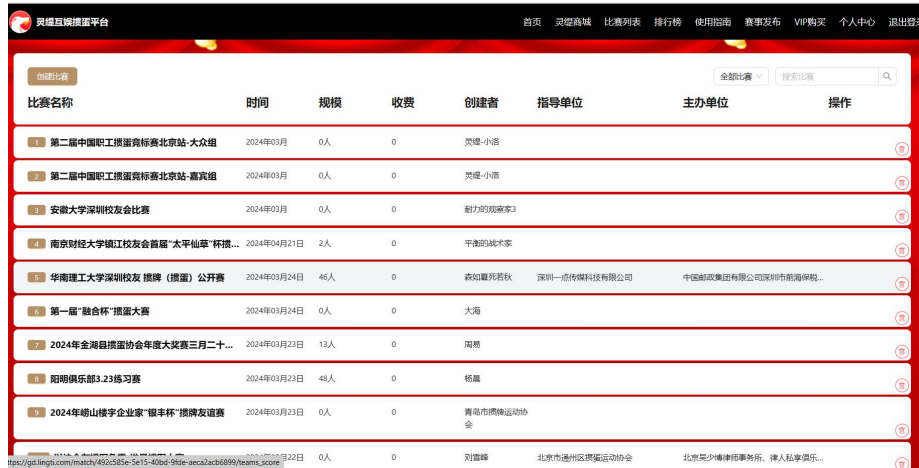 灵缇互娱掼蛋平台 首页 灵缇商城 比赛列表 排行榜 使用指南 赛事发布 VIP购买 个人中心 退出登
创建比赛 全部比赛 搜索比赛
比赛名称 时间 规模 收费 创建者 指导单位 主办单位 操作
1 第二届中国职工掼蛋竞标赛北京站-大众组 2024年03月 0人 0 灵缇-小洛
2 第二届中国职工掼蛋竞标赛北京站-嘉宾组 2024年03月 0人 0 灵缇-小洛
3 安徽大学深圳校友会比赛 2024年03月 0人 0 耐力的观察家3
4 南京财经大学镇江校友会首届"太平仙草"杯掼... 2024年04月21日 2人 0 平衡的战术家
5 华南理工大学深圳校友 掼牌（掼蛋）公开赛 2024年03月24日 46人 0 森如夏死若秋 深圳一点传媒科技有限公司 中国邮政集团有限公司深圳市前海保税...
6 第一届"融合杯"掼蛋大赛 2024年03月24日 0人 0 大海
7 2024年金湖县掼蛋协会年度大奖赛三月二十... 2024年03月23日 13人 0 周易
8 阳明俱乐部3.23练习赛 2024年03月23日 48人 0 杨晨
9 2024年崂山楼宇企业家"银丰杯"掼牌友谊赛 2024年03月23日 0人 0 青岛市掼牌运动协
会
22日 0人 0 刘雪峰 北京市通州区掼蛋运动协会 北京吴少博律师事务所、律人私享俱乐...
ttps://gd.lingti.com/match/492c585e-5e15-40bd-9fde-aeca2acb6899/teams_score